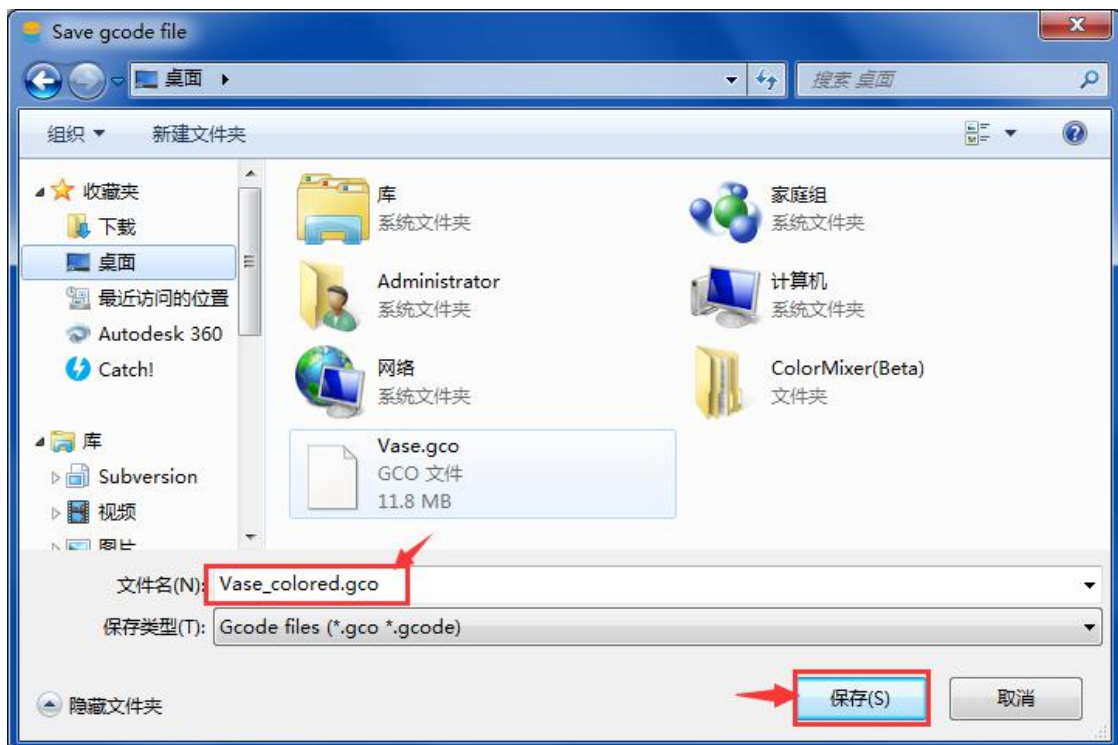 Save gcode file
桌面
搜索 桌面
组织
新建文件夹
收藏夹
下载
桌面
最近访问的位置
Autodesk 360
Catch!
库
Subversion
视频
图片
库
系统文件夹
家庭组
系统文件夹
Administrator
系统文件夹
计算机
系统文件夹
网络
系统文件夹
ColorMixer(Beta)
文件夹
Vase.gco
GCO 文件
11.8 MB
文件名(N): Vase_colored.gco
保存类型(T): Gcode files (*.gco *.gcode)
隐藏文件夹
保存(S)
取消